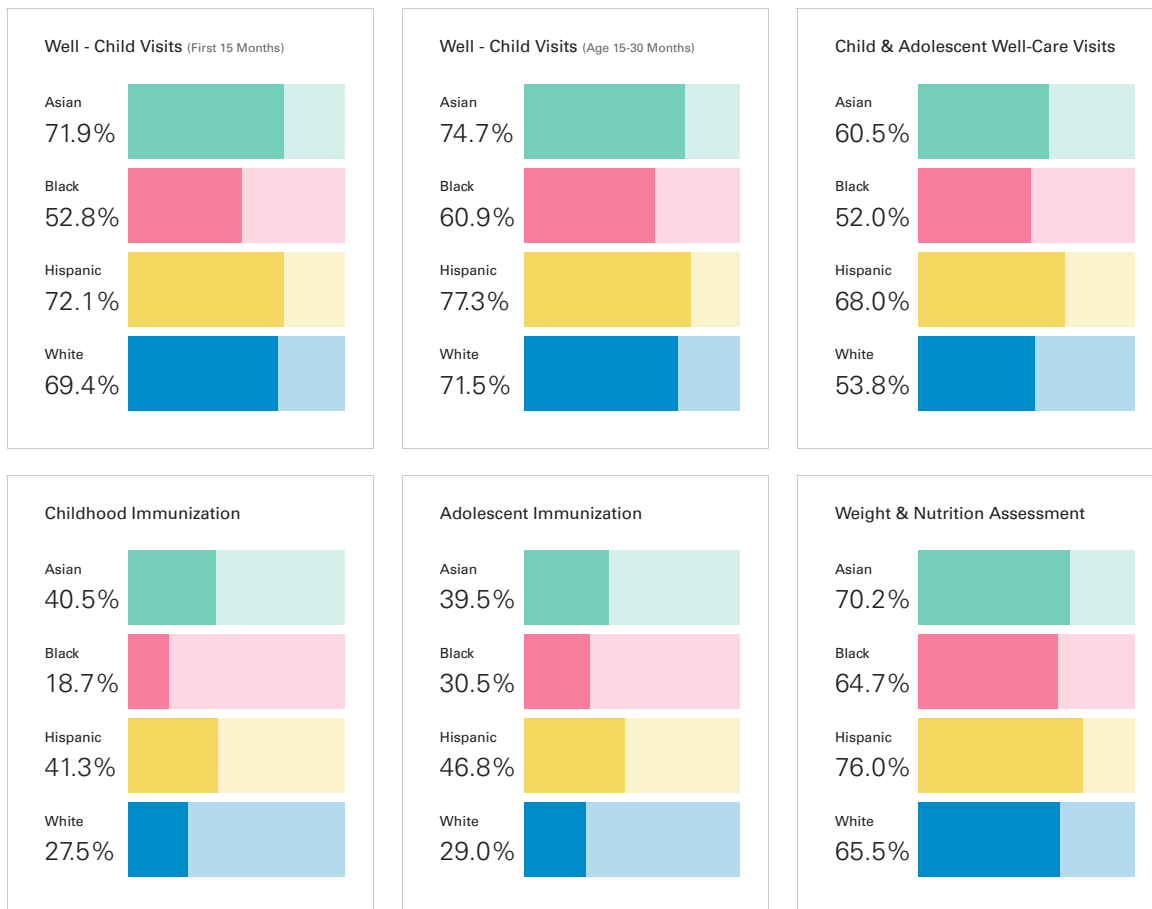 Well - Child Visits (First 15 Months)
Asian
71.9%
Black
52.8%
Hispanic
72.1%
White
69.4%
Well - Child Visits (Age 15-30 Months)
Asian
74.7%
Black
60.9%
Hispanic
77.3%
White
71.5%
Child & Adolescent Well-Care Visits
Asian
60.5%
Black
52.0%
Hispanic
68.0%
White
53.8%
Childhood Immunization
Asian
40.5%
Black
18.7%
Hispanic
41.3%
White
27.5%
Adolescent Immunization
Asian
39.5%
Black
30.5%
Hispanic
46.8%
White
29.0%
Weight & Nutrition Assessment
Asian
70.2%
Black
64.7%
Hispanic
76.0%
White
65.5%